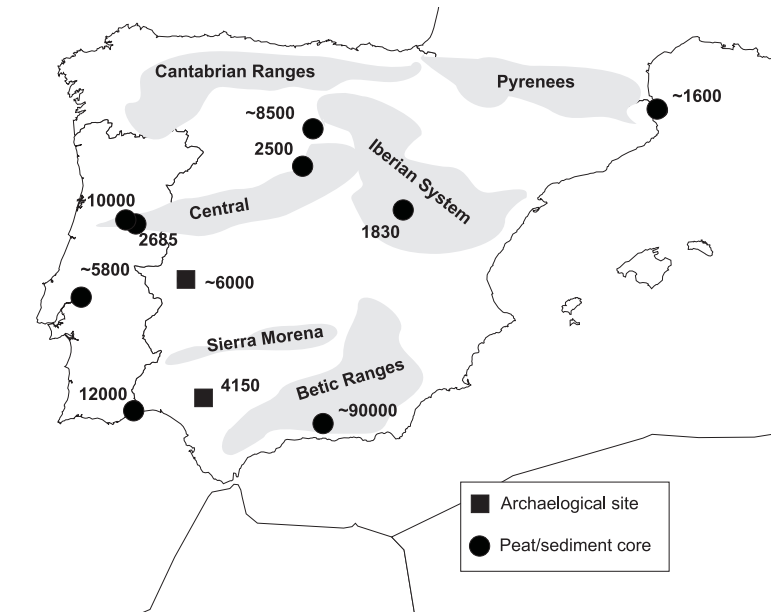 Cantabrian Ranges
Pyrenees
~1600
~8500
2500
Iberian System
~10000
Central
2685
1830
~5800
~6000
Sierra Morena
12000
4150
Betic Ranges
~90000
Archaelogical site
Peat/sediment core